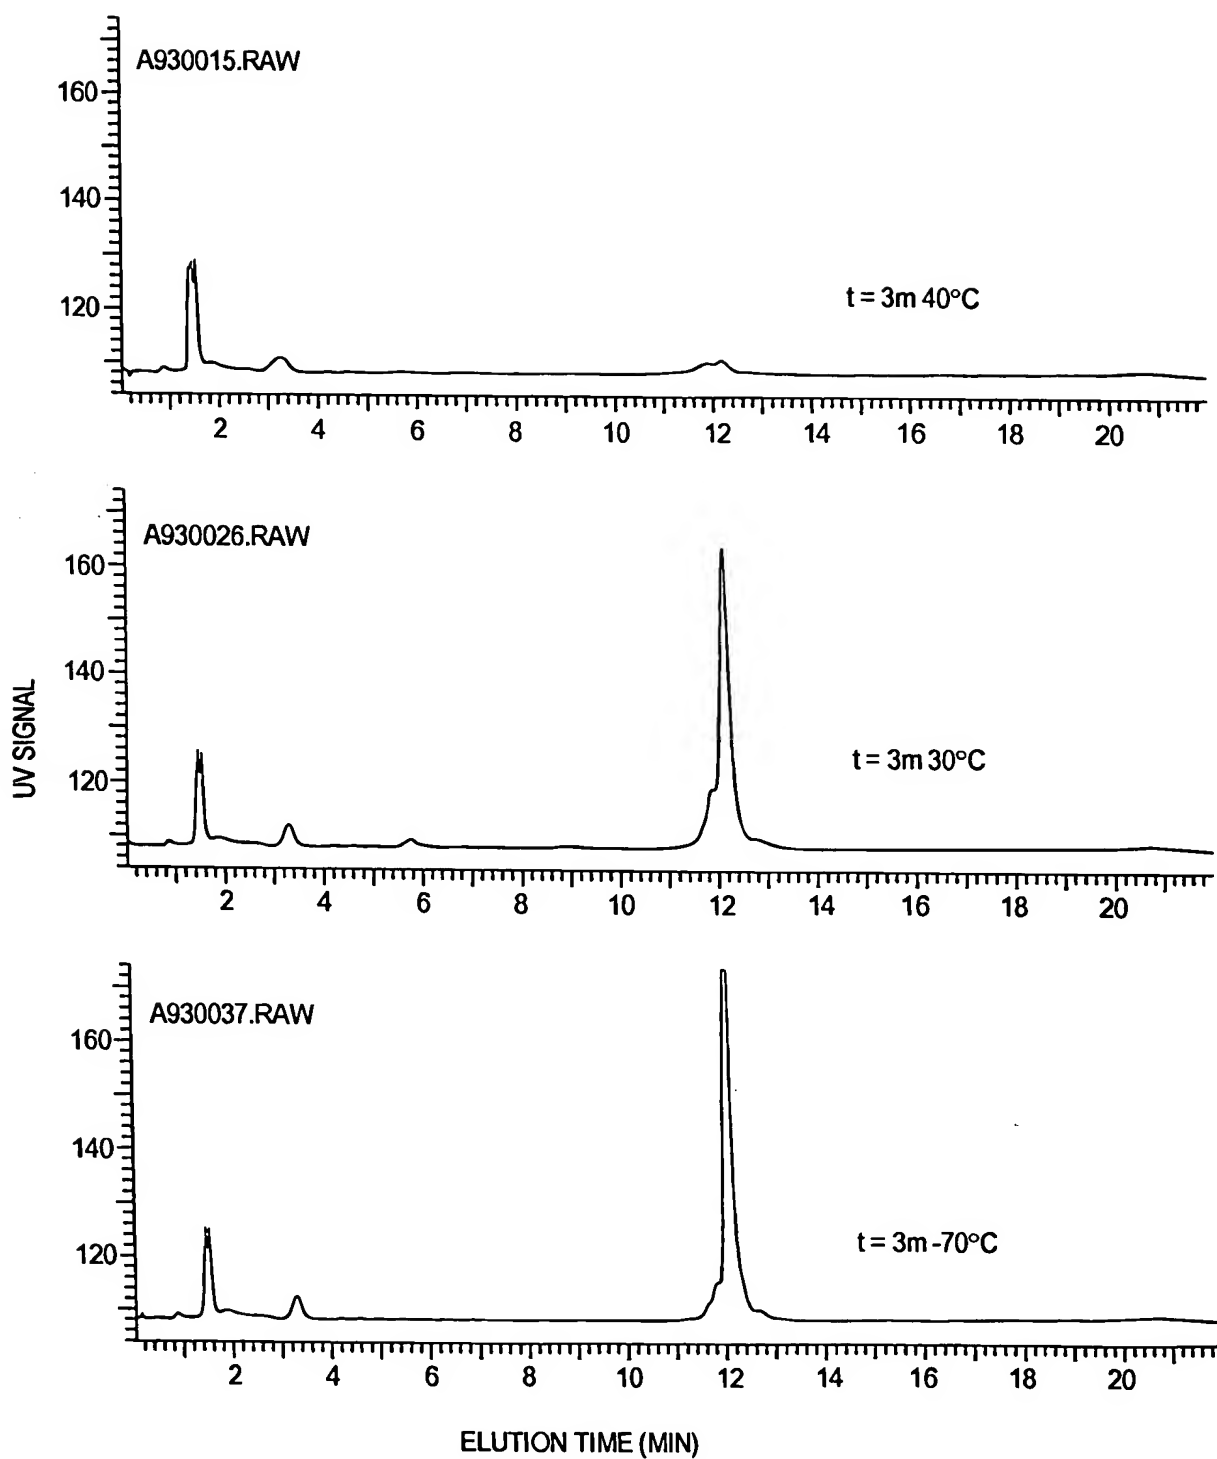 A930015.RAW
160
140
120
t = 3m 40°C
2 4 6 8 10 12 14 16 18 20
A930026.RAW
160
140
120
t = 3m 30°C
2 4 6 8 10 12 14 16 18 20
UV SIGNAL
A930037.RAW
160
140
120
t = 3m -70°C
2 4 6 8 10 12 14 16 18 20
ELUTION TIME (MIN)